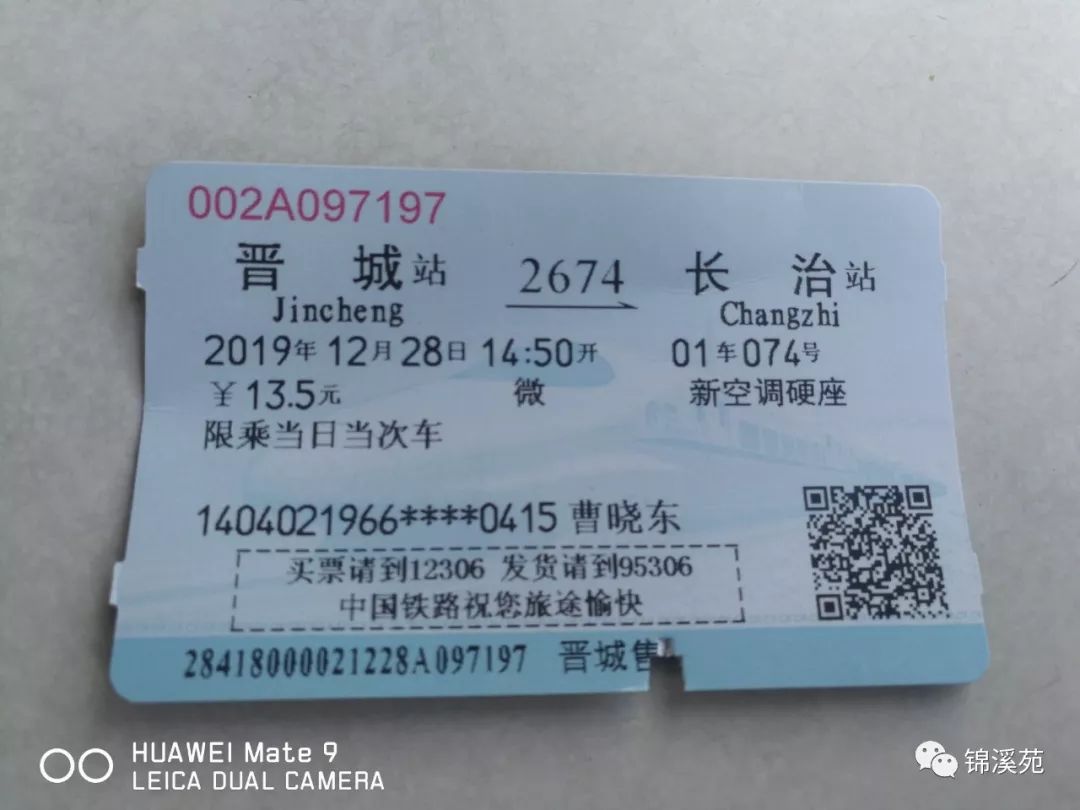 002A097197
晋城站 2674 长治站
Jincheng Changzhi
2019年12月28日 14:50开 01车074号
￥13.5元 微 新空调硬座
限乘当日当次车
1404021966****0415 曹晓东
买票请到12306 发货请到95306
中国铁路祝您旅途愉快
28418000021228A097197 晋城售
HUAWEI Mate 9
LEICA DUAL CAMERA
锦溪苑